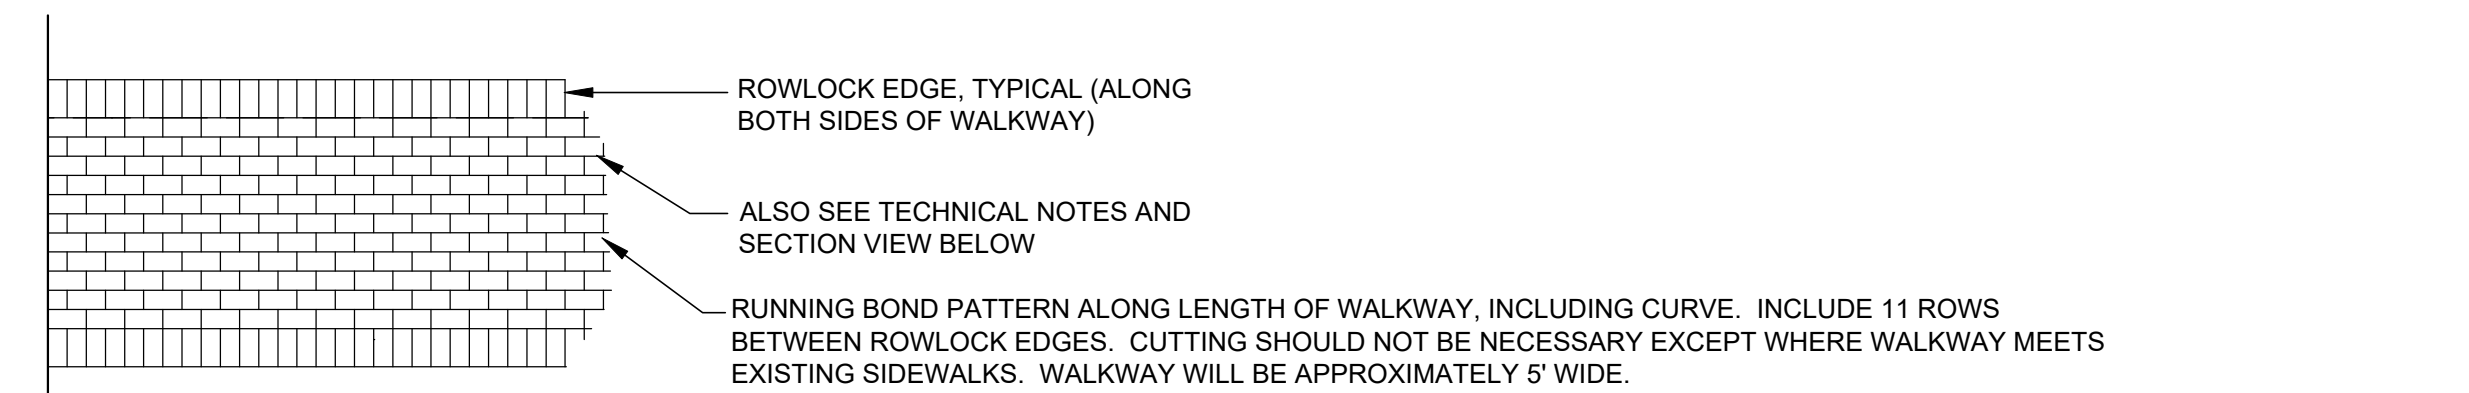 ROWLOCK EDGE, TYPICAL (ALONG
BOTH SIDES OF WALKWAY)
ALSO SEE TECHNICAL NOTES AND
SECTION VIEW BELOW
RUNNING BOND PATTERN ALONG LENGTH OF WALKWAY, INCLUDING CURVE.  INCLUDE 11 ROWS
BETWEEN ROWLOCK EDGES.  CUTTING SHOULD NOT BE NECESSARY EXCEPT WHERE WALKWAY MEETS
EXISTING SIDEWALKS.  WALKWAY WILL BE APPROXIMATELY 5' WIDE.